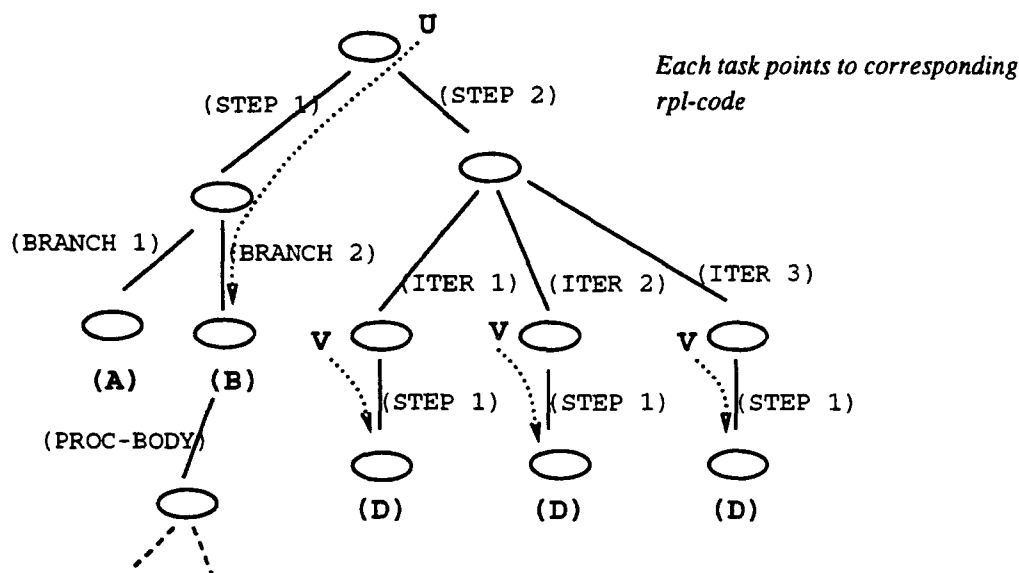 U
Each task points to corresponding
rpl-code
(STEP 1)
(STEP 2)
(BRANCH 1)
(BRANCH 2)
(ITER 1)
(ITER 2)
(ITER 3)
V
V
V
(A)
(B)
(STEP 1)
(STEP 1)
(STEP 1)
(PROC-BODY)
(D)
(D)
(D)